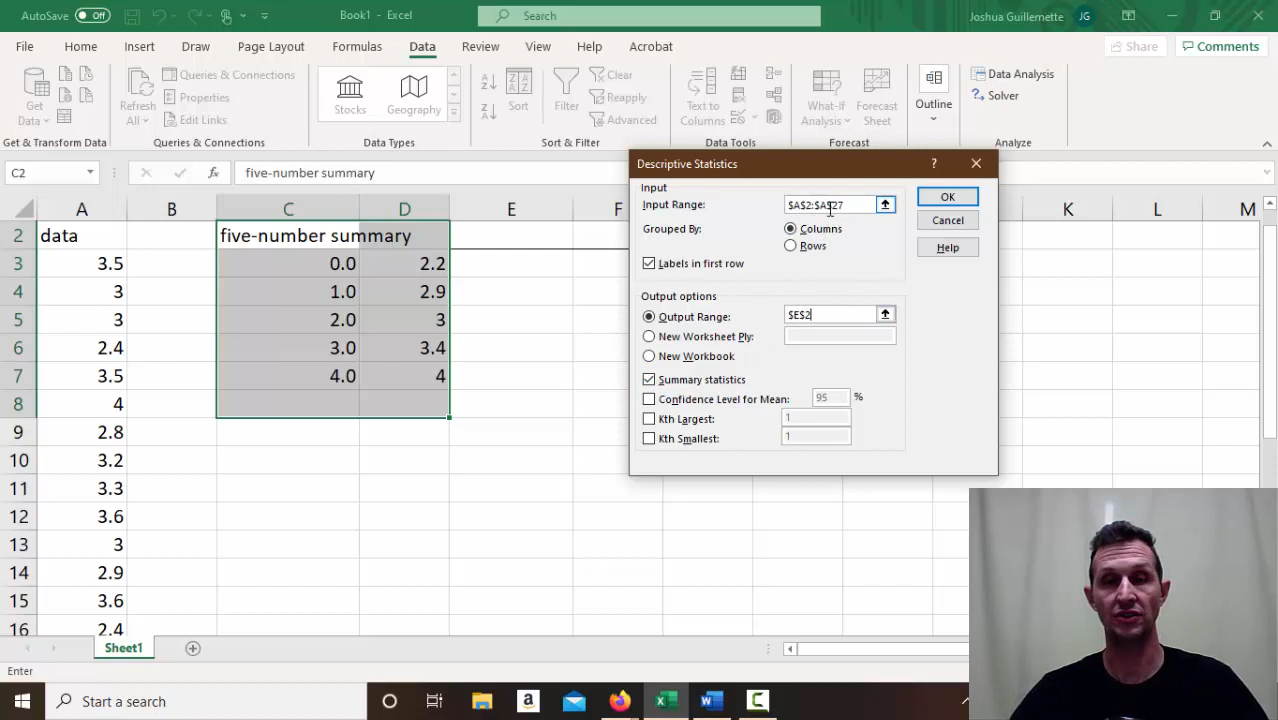 AutoSave Off Book1 - Excel Search Joshua Guillemette JG
File Home Insert Draw Page Layout Formulas Data Review View Help Acrobat Share Comments
Get Data
Queries & Connections
Properties
Edit Links
Refresh All
Stocks
Geography
Sort
Filter
Clear
Reapply
Advanced
Text to Columns
What-If Analysis
Forecast Sheet
Outline
Data Analysis
Solver
Get & Transform Data Queries & Connections Data Types Sort & Filter Data Tools Forecast Analyze
C2 fx five-number summary
A B C D E F K L M
2 data five-number summary
3 3.5 0.0 2.2
4 3 1.0 2.9
5 3 2.0 3
6 2.4 3.0 3.4
7 3.5 4.0 4
8 4
9 2.8
10 3.2
11 3.3
12 3.6
13 3
14 2.9
15 3.6
16 2.4
Descriptive Statistics ?
Input
Input Range: $A$2:$A$27
Grouped By: Columns
Rows
Labels in first row
OK
Cancel
Help
Output options
Output Range: $E$2
New Worksheet Ply:
New Workbook
Summary statistics
Confidence Level for Mean: 95 %
Kth Largest: 1
Kth Smallest: 1
Sheet1
Enter
Start a search